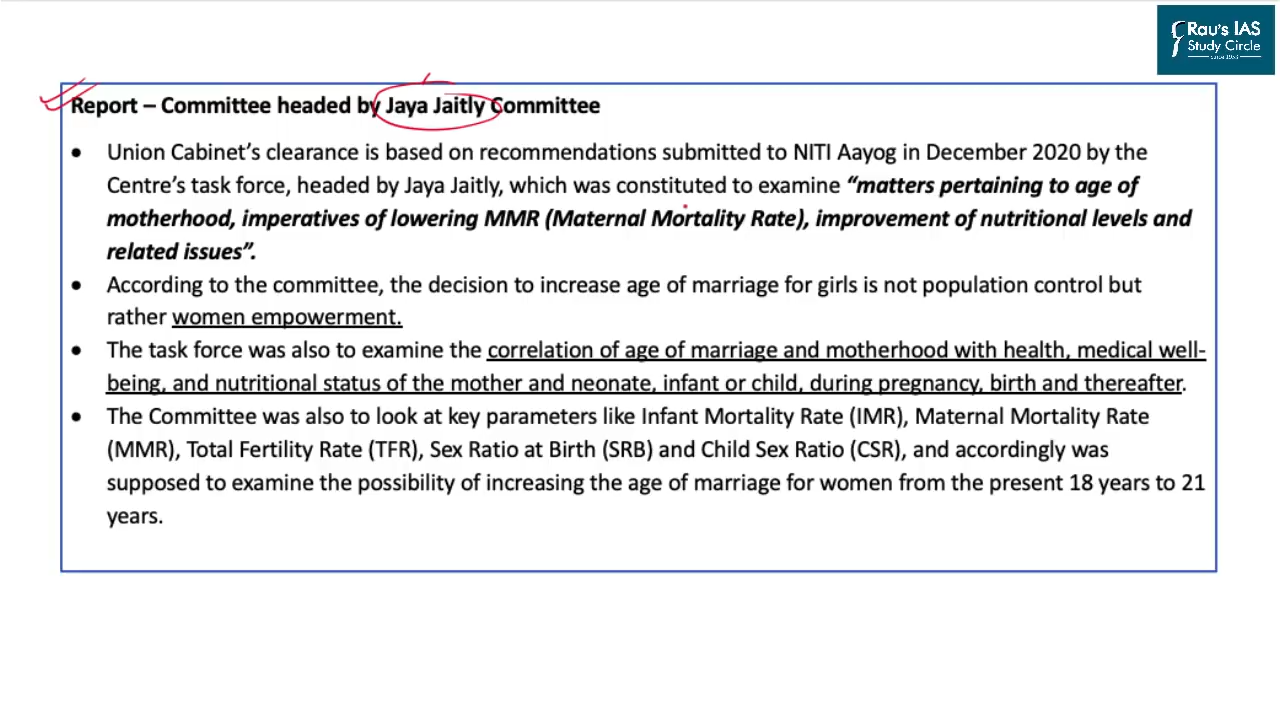 Rau's IAS
Study Circle
SINCE 1953
Report – Committee headed by Jaya Jaitly Committee
• Union Cabinet's clearance is based on recommendations submitted to NITI Aayog in December 2020 by the
Centre's task force, headed by Jaya Jaitly, which was constituted to examine “matters pertaining to age of
motherhood, imperatives of lowering MMR (Maternal Mortality Rate), improvement of nutritional levels and
related issues”.
• According to the committee, the decision to increase age of marriage for girls is not population control but
rather women empowerment.
• The task force was also to examine the correlation of age of marriage and motherhood with health, medical well-
being, and nutritional status of the mother and neonate, infant or child, during pregnancy, birth and thereafter.
• The Committee was also to look at key parameters like Infant Mortality Rate (IMR), Maternal Mortality Rate
(MMR), Total Fertility Rate (TFR), Sex Ratio at Birth (SRB) and Child Sex Ratio (CSR), and accordingly was
supposed to examine the possibility of increasing the age of marriage for women from the present 18 years to 21
years.